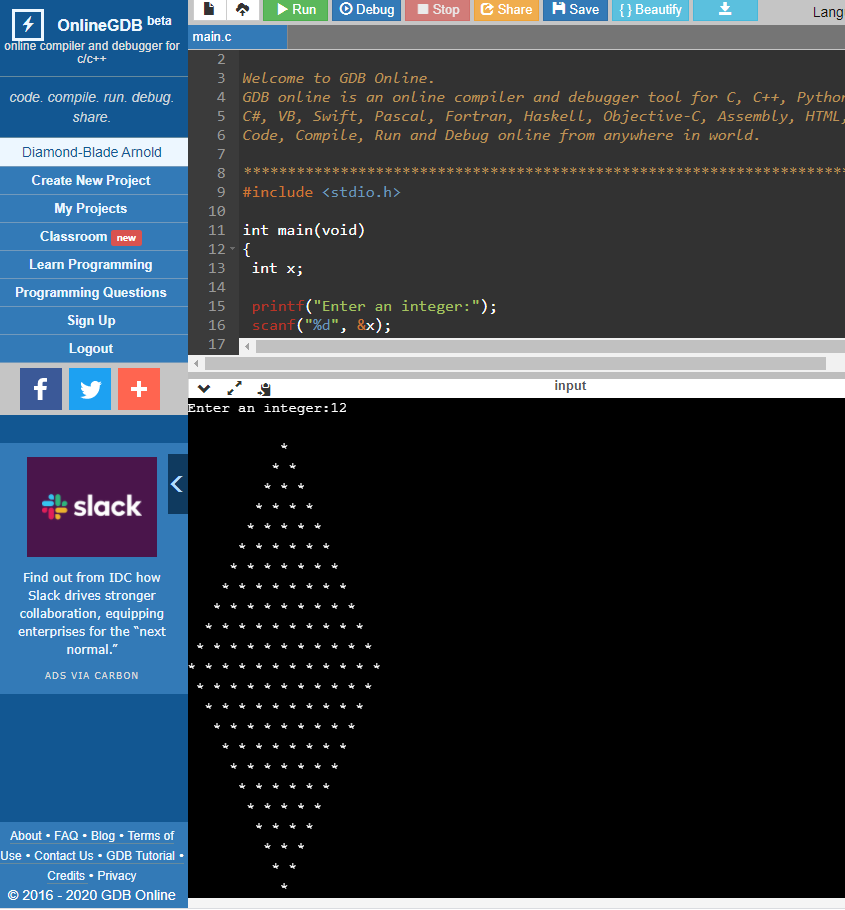 OnlineGDB beta
online compiler and debugger for
c/c++
code. compile. run. debug.
share.
Diamond-Blade Arnold
Create New Project
My Projects
Classroom new
Learn Programming
Programming Questions
Sign Up
Logout
f
+
slack
Find out from IDC how
Slack drives stronger
collaboration, equipping
enterprises for the “next
normal.”
ADS VIA CARBON
About • FAQ • Blog • Terms of
Use • Contact Us • GDB Tutorial •
Credits • Privacy
© 2016 - 2020 GDB Online
Run Debug Stop Share Save { } Beautify Lang
main.c
2
3 Welcome to GDB Online.
4 GDB online is an online compiler and debugger tool for C, C++, Python
5 C#, VB, Swift, Pascal, Fortran, Haskell, Objective-C, Assembly, HTML,
6 Code, Compile, Run and Debug online from anywhere in world.
7
8 *********************************************************************
9 #include <stdio.h>
10
11 int main(void)
12 {
13 int x;
14
15 printf("Enter an integer:");
16 scanf("%d", &x);
17
input
Enter an integer:12
*
* *
* * *
* * * *
* * * * *
* * * * * *
* * * * * * *
* * * * * * * *
* * * * * * * * *
* * * * * * * * * *
* * * * * * * * * * *
* * * * * * * * * * * *
* * * * * * * * * * *
* * * * * * * * * *
* * * * * * * * *
* * * * * * * *
* * * * * * *
* * * * * *
* * * * *
* * * *
* * *
* *
*